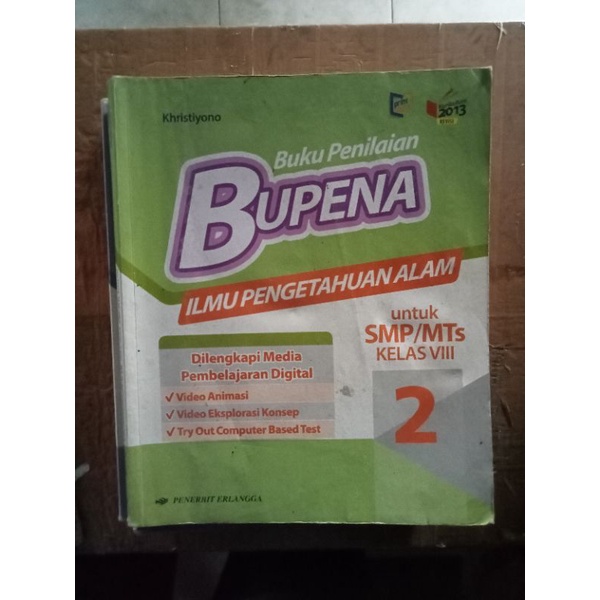 Khristiyono
2013
Buku Penilaian
BUPENA
ILMU PENGETAHUAN ALAM
untuk
SMP/MTs
KELAS VIII
2
Dilengkapi Media
Pembelajaran Digital
✓ Video Animasi
✓ Video Eksplorasi Konsep
✓ Try Out Computer Based Test
PENERBIT ERLANGGA